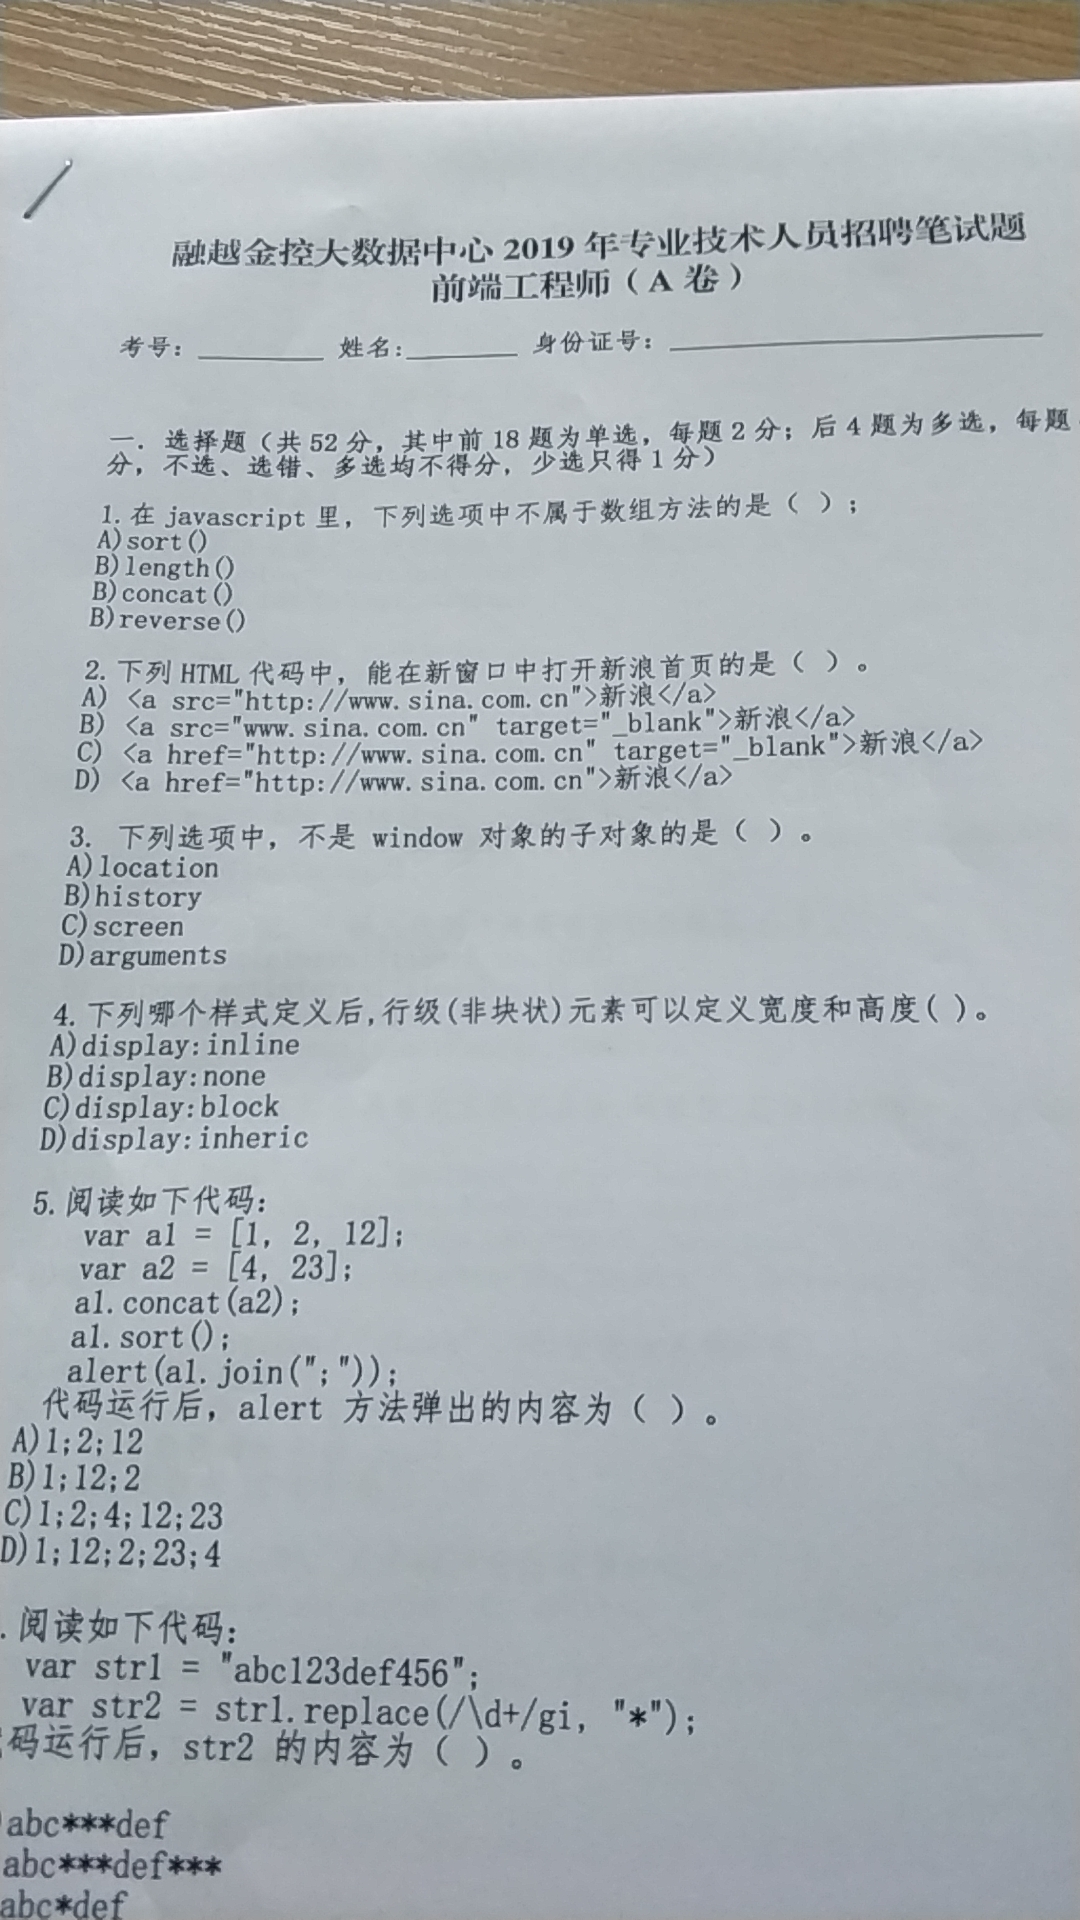 融越金控大数据中心 2019 年专业技术人员招聘笔试题
前端工程师（A 卷）
考号：________ 姓名:________ 身份证号：________________
一．选择题（共 52 分，其中前 18 题为单选，每题 2 分；后 4 题为多选，每题
分，不选、选错、多选均不得分，少选只得 1 分）
1. 在 javascript 里，下列选项中不属于数组方法的是（ ）；
A)sort()
B)length()
B)concat()
B)reverse()
2. 下列 HTML 代码中，能在新窗口中打开新浪首页的是（ ）。
A) <a src="http://www.sina.com.cn">新浪</a>
B) <a src="www.sina.com.cn" target="_blank">新浪</a>
C) <a href="http://www.sina.com.cn" target="_blank">新浪</a>
D) <a href="http://www.sina.com.cn">新浪</a>
3. 下列选项中，不是 window 对象的子对象的是（ ）。
A)location
B)history
C)screen
D)arguments
4. 下列哪个样式定义后,行级(非块状)元素可以定义宽度和高度( )。
A)display:inline
B)display:none
C)display:block
D)display:inheric
5. 阅读如下代码：
var a1 = [1, 2, 12];
var a2 = [4, 23];
a1.concat(a2);
a1.sort();
alert(a1.join(";"));
代码运行后，alert 方法弹出的内容为（ ）。
A)1;2;12
B)1;12;2
C)1;2;4;12;23
D)1;12;2;23;4
. 阅读如下代码：
var str1 = "abc123def456";
var str2 = str1.replace(/\d+/gi, "*");
码运行后，str2 的内容为（ ）。
)abc***def
abc***def***
abc*def